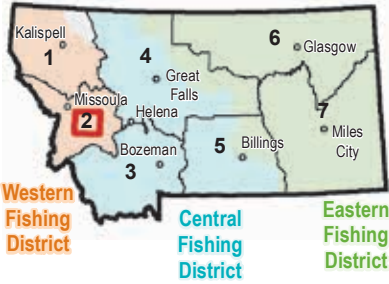 Kalispell
1
4
6
Glasgow
Great
Falls
Missoula
2
Helena
7
Miles
City
Bozeman
3
5
Billings
Western
Fishing
District
Central
Fishing
District
Eastern
Fishing
District